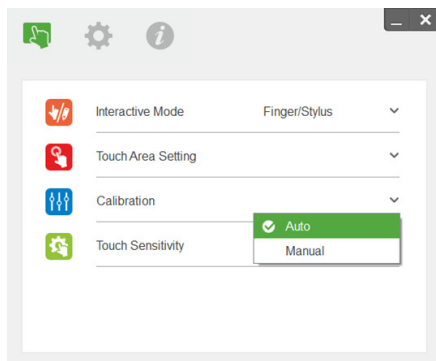 Interactive Mode Finger/Stylus
Touch Area Setting
Calibration
Auto
Touch Sensitivity
Manual